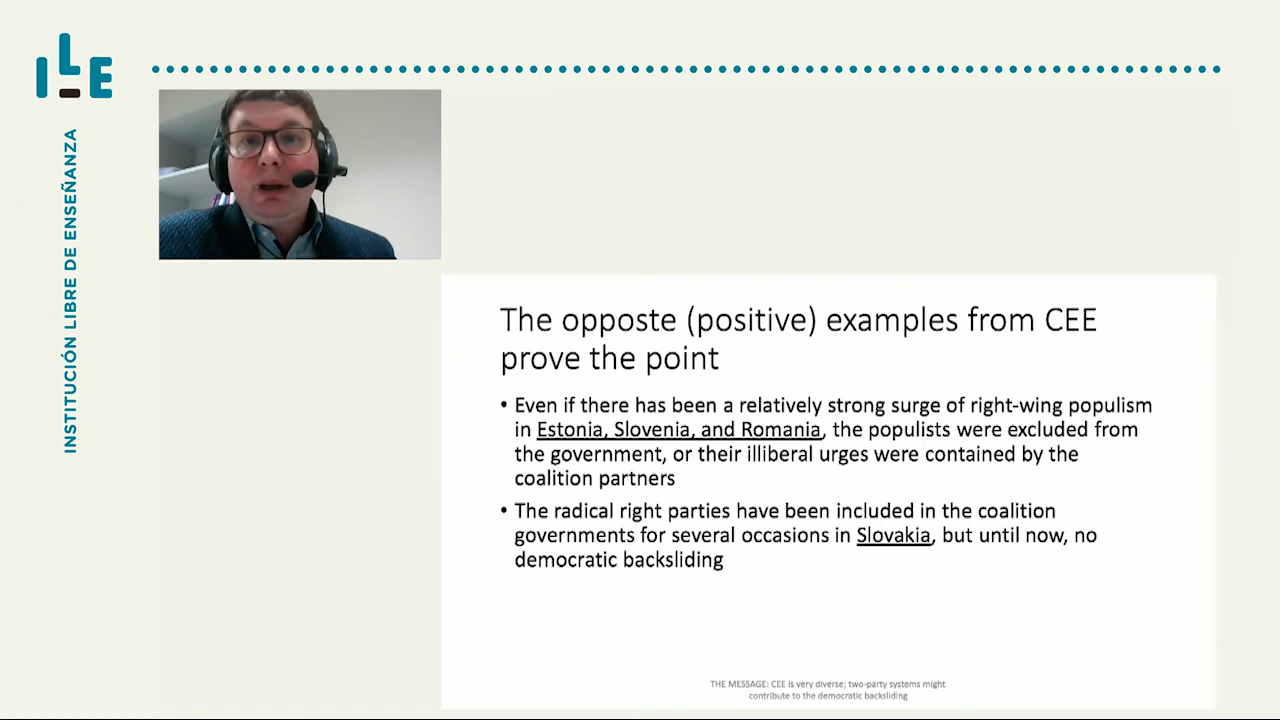 ILE
INSTITUCIÓN LIBRE DE ENSEÑANZA
The opposte (positive) examples from CEE
prove the point
• Even if there has been a relatively strong surge of right-wing populism
in Estonia, Slovenia, and Romania, the populists were excluded from
the government, or their illiberal urges were contained by the
coalition partners
• The radical right parties have been included in the coalition
governments for several occasions in Slovakia, but until now, no
democratic backsliding
THE MESSAGE: CEE is very diverse; two-party systems might
contribute to the democratic backsliding